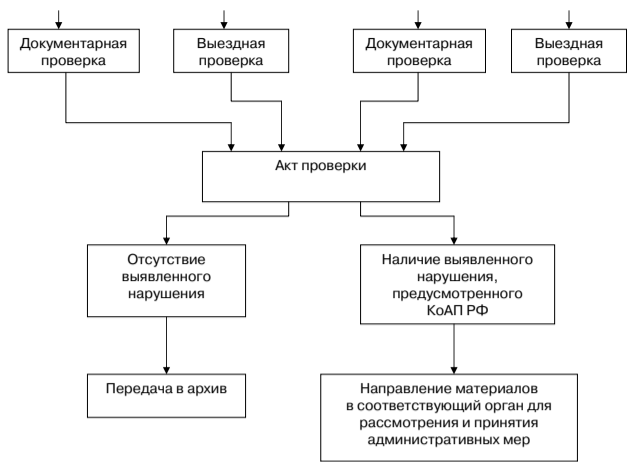 Документарная
проверка
Выездная
проверка
Документарная
проверка
Выездная
проверка
Акт проверки
Отсутствие
выявленного
нарушения
Наличие выявленного
нарушения,
предусмотренного
КоАП РФ
Передача в архив
Направление материалов
в соответствующий орган для
рассмотрения и принятия
административных мер